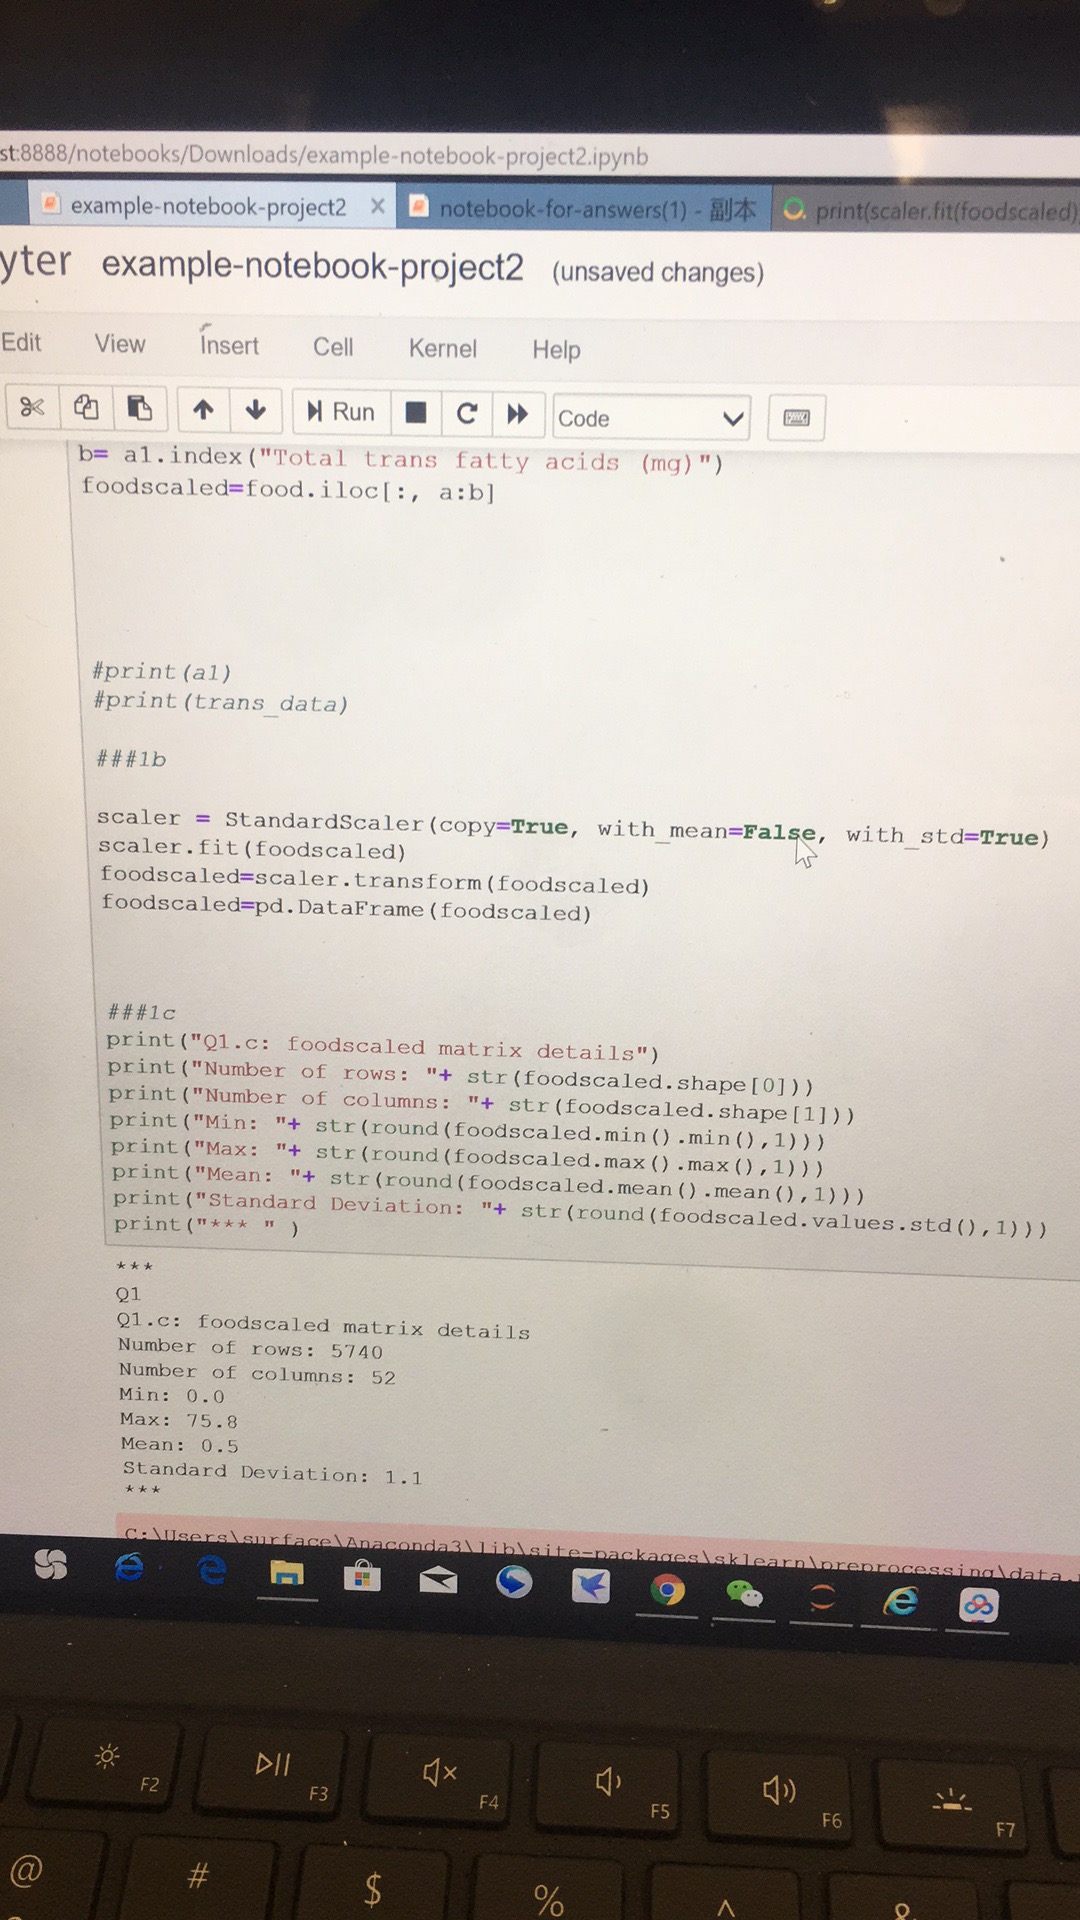 st:8888/notebooks/Downloads/example-notebook-project2.ipynb
example-notebook-project2 X notebook-for-answers(1) - 副本 print(scaler.fit(foodscaled)
yter example-notebook-project2 (unsaved changes)
Edit View Insert Cell Kernel Help
Run Code
b= a1.index("Total trans fatty acids (mg)")
foodscaled=food.iloc[:, a:b]
#print(a1)
#print(trans_data)
###1b
scaler = StandardScaler(copy=True, with_mean=False, with_std=True)
scaler.fit(foodscaled)
foodscaled=scaler.transform(foodscaled)
foodscaled=pd.DataFrame(foodscaled)
###1c
print("Q1.c: foodscaled matrix details")
print("Number of rows: "+ str(foodscaled.shape[0]))
print("Number of columns: "+ str(foodscaled.shape[1]))
print("Min: "+ str(round(foodscaled.min().min(),1)))
print("Max: "+ str(round(foodscaled.max().max(),1)))
print("Mean: "+ str(round(foodscaled.mean().mean(),1)))
print("Standard Deviation: "+ str(round(foodscaled.values.std(),1)))
print("*** " )
***
Q1
Q1.c: foodscaled matrix details
Number of rows: 5740
Number of columns: 52
Min: 0.0
Max: 75.8
Mean: 0.5
Standard Deviation: 1.1
***
C:\Users\surface\Anaconda3\lib\site-packages\sklearn\preprocessing\data.
F2 F3 F4 F5 F6 F7
@ # $ % ^ &